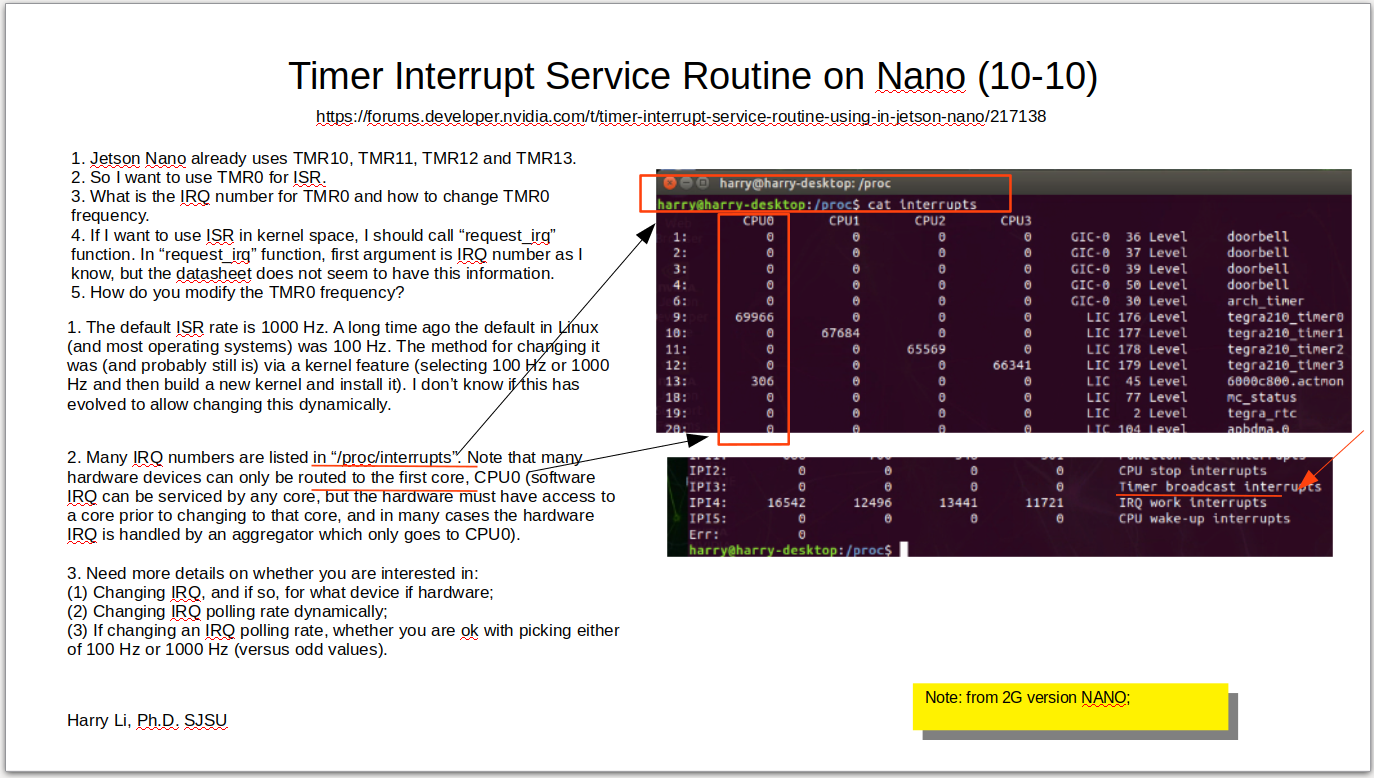 Timer Interrupt Service Routine on Nano (10-10)
https://forums.developer.nvidia.com/t/timer-interrupt-service-routine-using-in-jetson-nano/217138
1. Jetson Nano already uses TMR10, TMR11, TMR12 and TMR13.
2. So I want to use TMR0 for ISR.
3. What is the IRQ number for TMR0 and how to change TMR0
frequency.
4. If I want to use ISR in kernel space, I should call “request_irg”
function. In “request_irg” function, first argument is IRQ number as I
know, but the datasheet does not seem to have this information.
5. How do you modify the TMR0 frequency?
1. The default ISR rate is 1000 Hz. A long time ago the default in Linux
(and most operating systems) was 100 Hz. The method for changing it
was (and probably still is) via a kernel feature (selecting 100 Hz or 1000
Hz and then build a new kernel and install it). I don’t know if this has
evolved to allow changing this dynamically.
2. Many IRQ numbers are listed in “/proc/interrupts”. Note that many
hardware devices can only be routed to the first core, CPU0 (software
IRQ can be serviced by any core, but the hardware must have access to
a core prior to changing to that core, and in many cases the hardware
IRQ is handled by an aggregator which only goes to CPU0).
3. Need more details on whether you are interested in:
(1) Changing IRQ, and if so, for what device if hardware;
(2) Changing IRQ polling rate dynamically;
(3) If changing an IRQ polling rate, whether you are ok with picking either
of 100 Hz or 1000 Hz (versus odd values).
Harry Li, Ph.D. SJSU
harry@harry-desktop: /proc
harry@harry-desktop:/proc$ cat interrupts
CPU0 CPU1 CPU2 CPU3
1: 0 0 0 0 GIC-0 36 Level doorbell
2: 0 0 0 0 GIC-0 37 Level doorbell
3: 0 0 0 0 GIC-0 39 Level doorbell
4: 0 0 0 0 GIC-0 50 Level doorbell
6: 0 0 0 0 GIC-0 30 Level arch_timer
9: 69966 0 0 0 LIC 176 Level tegra210_timer0
10: 0 67684 0 0 LIC 177 Level tegra210_timer1
11: 0 0 65569 0 LIC 178 Level tegra210_timer2
12: 0 0 0 66341 LIC 179 Level tegra210_timer3
13: 306 0 0 0 LIC 45 Level 6000c800.actmon
18: 0 0 0 0 LIC 77 Level mc_status
19: 0 0 0 0 LIC 2 Level tegra_rtc
20: 0 0 0 0 LIC 104 Level apbdma.0
IPI2: 0 0 0 0 CPU stop interrupts
IPI3: 0 0 0 0 Timer broadcast interrupts
IPI4: 16542 12496 13441 11721 IRQ work interrupts
IPI5: 0 0 0 0 CPU wake-up interrupts
Err: 0
harry@harry-desktop:/proc$
Note: from 2G version NANO;